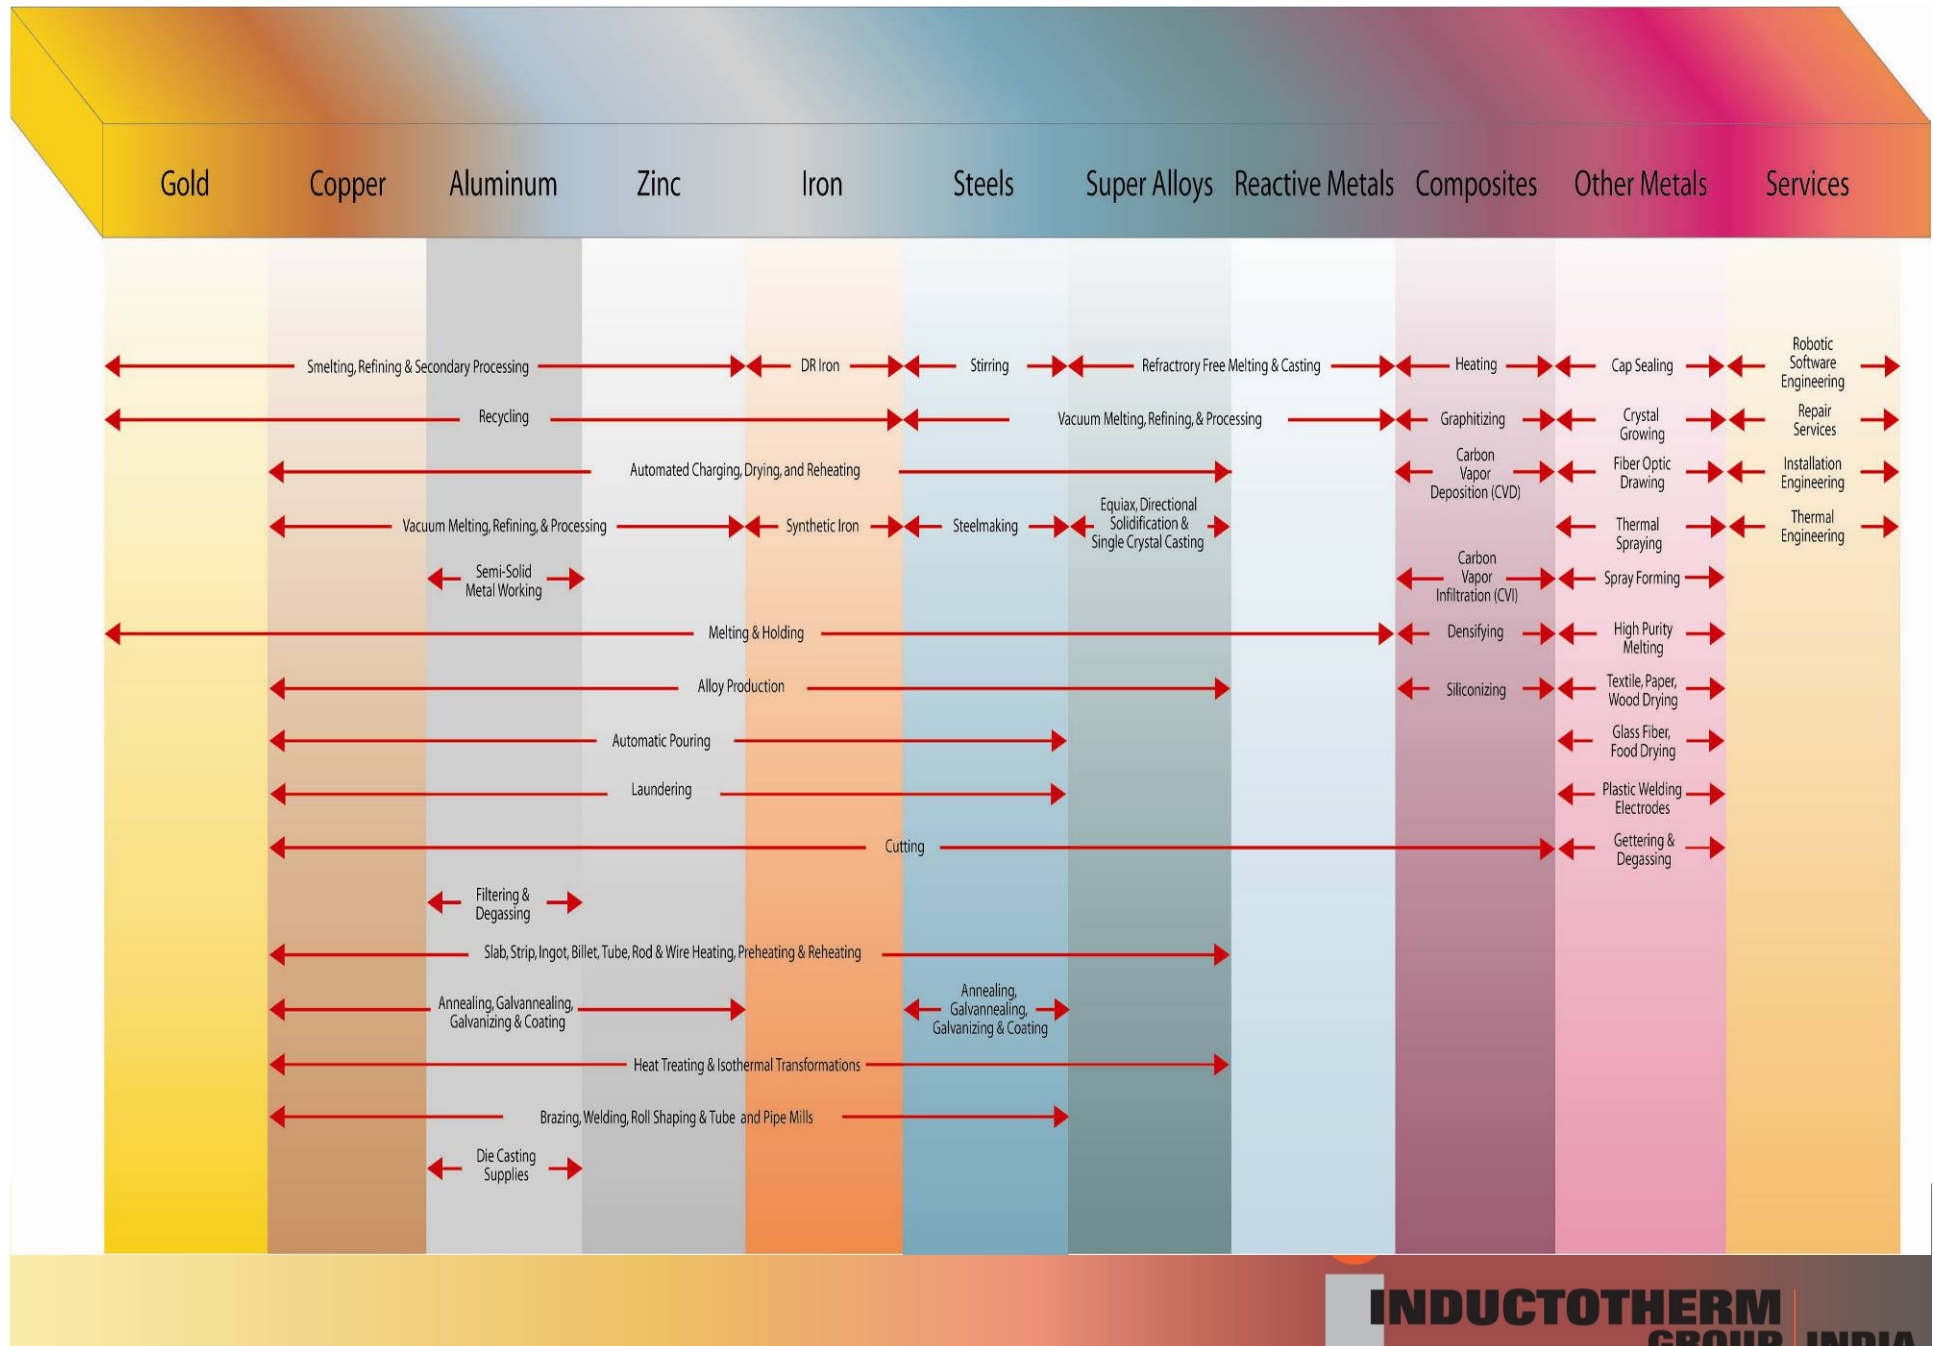 Gold
Copper
Aluminum
Zinc
Iron
Steels
Super Alloys
Reactive Metals
Composites
Other Metals
Services
Smelting, Refining & Secondary Processing
DR Iron
Stirring
Refractrory Free Melting & Casting
Heating
Cap Sealing
Robotic
Software
Engineering
Recycling
Vacuum Melting, Refining, & Processing
Graphitizing
Crystal
Growing
Repair
Services
Automated Charging, Drying, and Reheating
Carbon
Vapor
Deposition (CVD)
Fiber Optic
Drawing
Installation
Engineering
Vacuum Melting, Refining, & Processing
Synthetic Iron
Steelmaking
Equiax, Directional
Solidification &
Single Crystal Casting
Thermal
Spraying
Thermal
Engineering
Semi-Solid
Metal Working
Carbon
Vapor
Infiltration (CVI)
Spray Forming
Melting & Holding
Densifying
High Purity
Melting
Alloy Production
Siliconizing
Textile, Paper,
Wood Drying
Automatic Pouring
Glass Fiber,
Food Drying
Laundering
Plastic Welding
Electrodes
Cutting
Gettering &
Degassing
Filtering &
Degassing
Slab, Strip, Ingot, Billet, Tube, Rod & Wire Heating, Preheating & Reheating
Annealing, Galvannealing,
Galvanizing & Coating
Annealing,
Galvannealing,
Galvanizing & Coating
Heat Treating & Isothermal Transformations
Brazing, Welding, Roll Shaping & Tube and Pipe Mills
Die Casting
Supplies
INDUCTOTHERM
GROUP INDIA